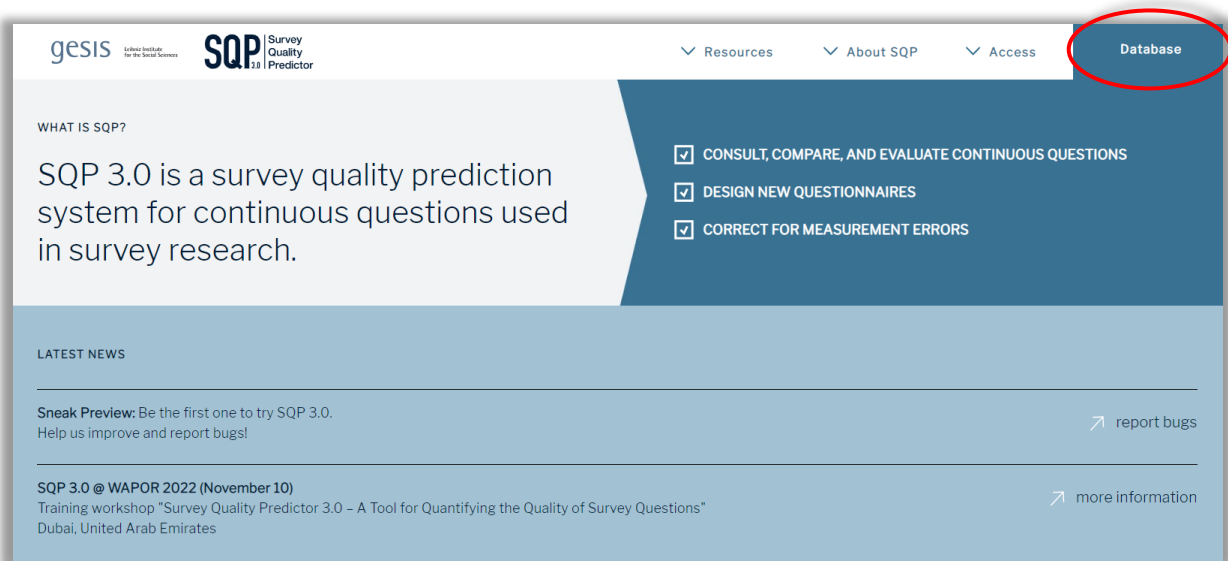 gesis Leibniz Institute
for the Social Sciences
SQP 3.0 Survey
Quality
Predictor
Resources
About SQP
Access
Database
WHAT IS SQP?
SQP 3.0 is a survey quality prediction
system for continuous questions used
in survey research.
CONSULT, COMPARE, AND EVALUATE CONTINUOUS QUESTIONS
DESIGN NEW QUESTIONNAIRES
CORRECT FOR MEASUREMENT ERRORS
LATEST NEWS
Sneak Preview: Be the first one to try SQP 3.0.
Help us improve and report bugs!
report bugs
SQP 3.0 @ WAPOR 2022 (November 10)
Training workshop "Survey Quality Predictor 3.0 – A Tool for Quantifying the Quality of Survey Questions"
Dubai, United Arab Emirates
more information